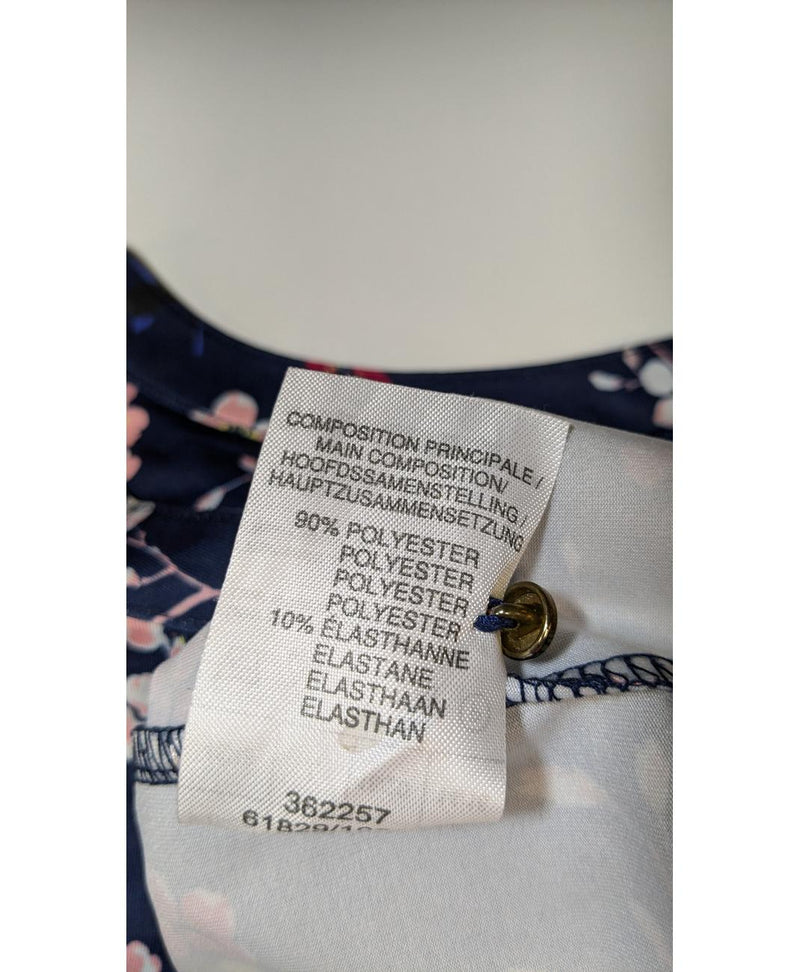 COMPOSITION PRINCIPALE /
MAIN COMPOSITION/
HOOFDSSAMENSTELLING /
HAUPTZUSAMMENSETZUNG
90% POLYESTER
POLYESTER
POLYESTER
POLYESTER
10% ÉLASTHANNE
ELASTANE
ELASTHAAN
ELASTHAN
362257